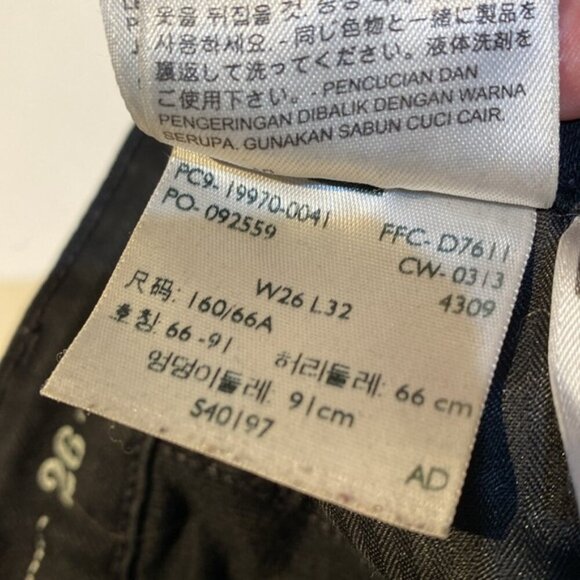 옷을 뒤집을 것, 동
사용하세요. - 同じ色物と一緒に製品を
裏返して洗ってください。液体洗剤を
ご使用下さい。- PENCUCIAN DAN
PENGERINGAN DIBALIK DENGAN WARNA
SERUPA. GUNAKAN SABUN CUCI CAIR.
PC9- 19970-0041 FFC- D7611
PO- 092559 CW- 0313
W26 L32 4309
尺码: 160/66A
호칭: 66 -91 허리둘레: 66 cm
엉덩이둘레: 91cm
S40197
AD
26